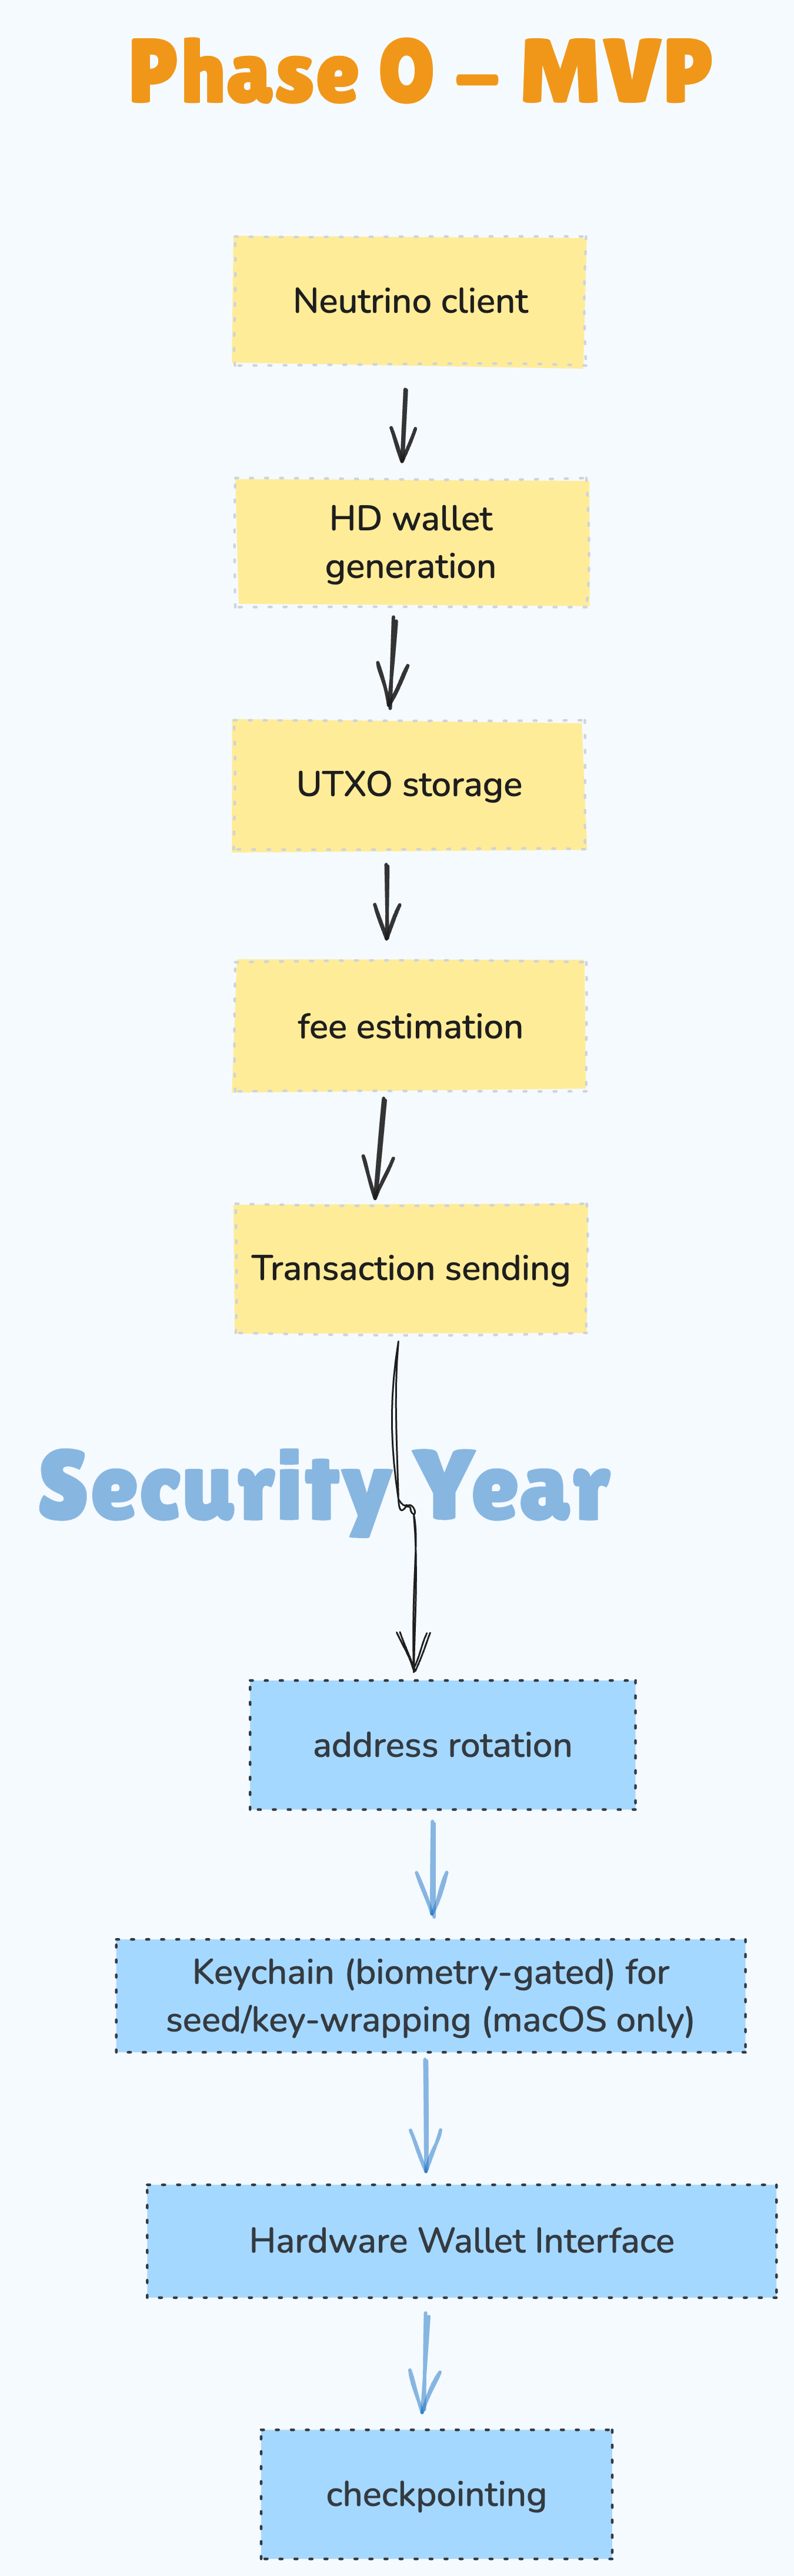 Phase 0 – MVP
Neutrino client
HD wallet
generation
UTXO storage
fee estimation
Transaction sending
Security Year
address rotation
Keychain (biometry-gated) for
seed/key-wrapping (macOS only)
Hardware Wallet Interface
checkpointing